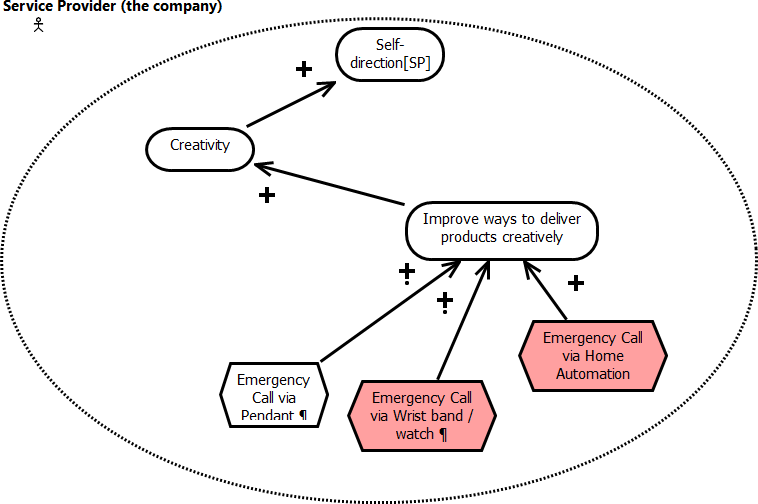 Service Provider (the company)
Self-
direction[SP]
Creativity
Improve ways to deliver
products creatively
Emergency Call
via Home
Automation
Emergency
Call via
Pendant ¶
Emergency Call
via Wrist band /
watch ¶